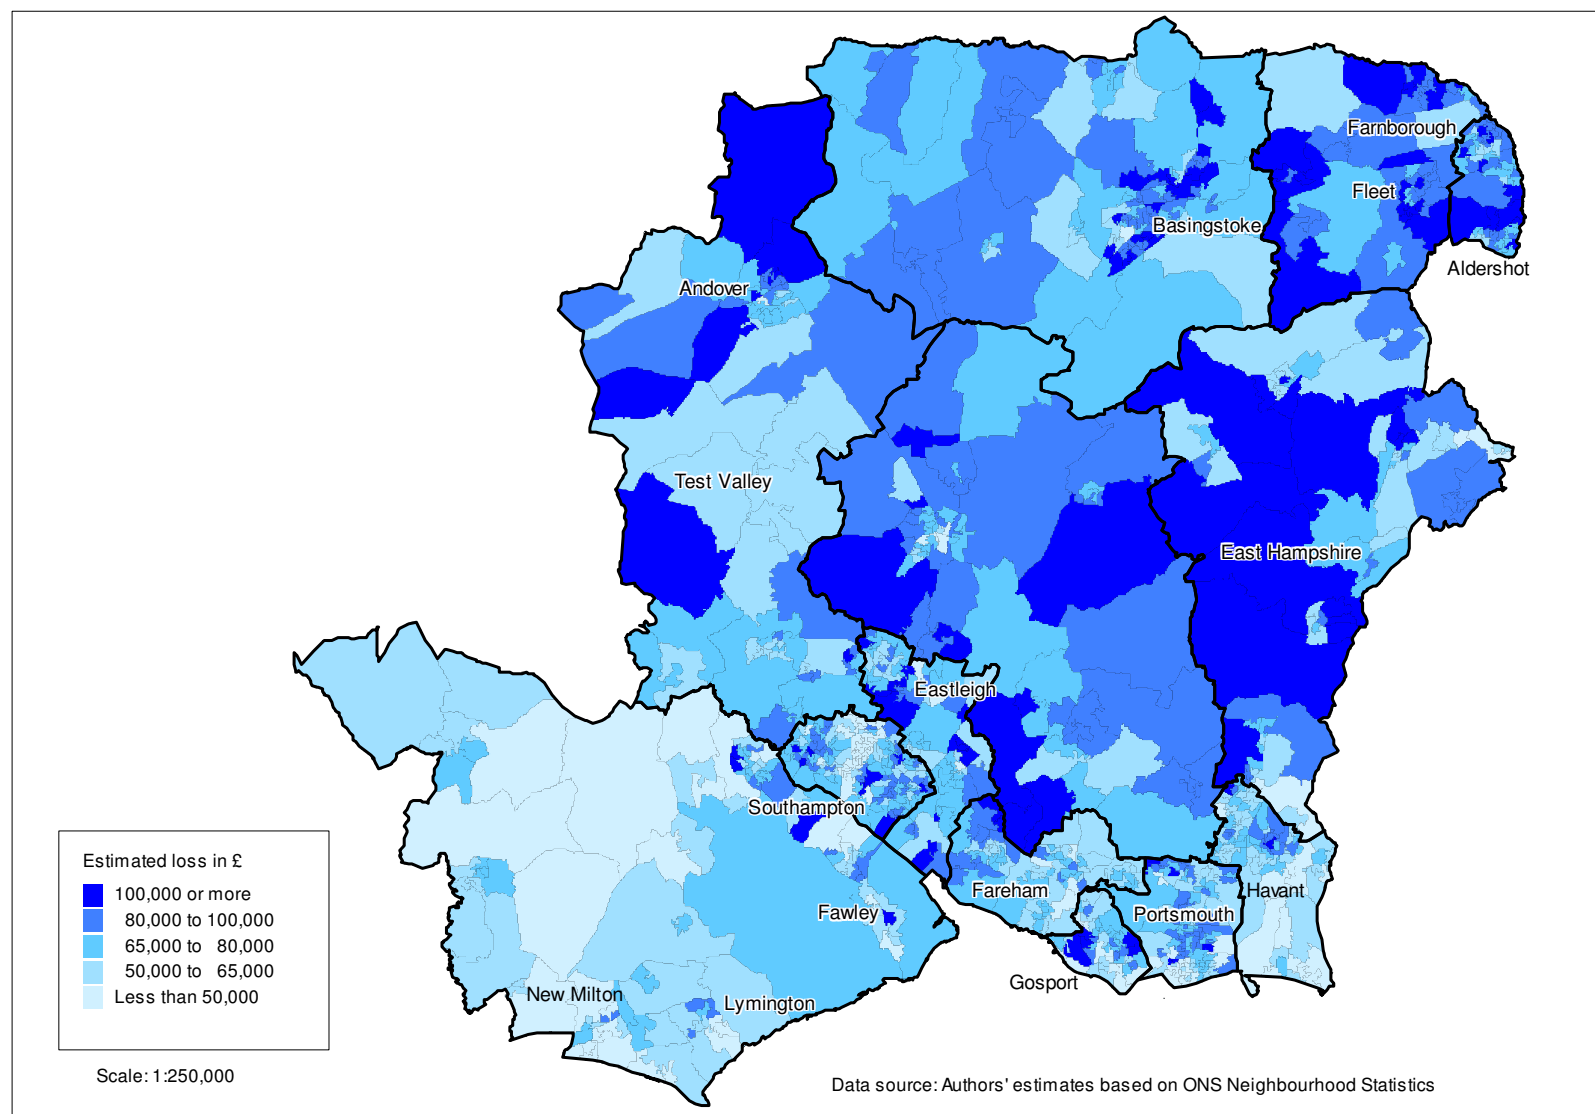 Farnborough
Fleet
Basingstoke
Aldershot
Andover
Test Valley
East Hampshire
Eastleigh
Southampton
Fareham
Havant
Fawley
Portsmouth
Gosport
New Milton
Lymington
Estimated loss in £
100,000 or more
80,000 to 100,000
65,000 to 80,000
50,000 to 65,000
Less than 50,000
Scale: 1:250,000
Data source: Authors' estimates based on ONS Neighbourhood Statistics